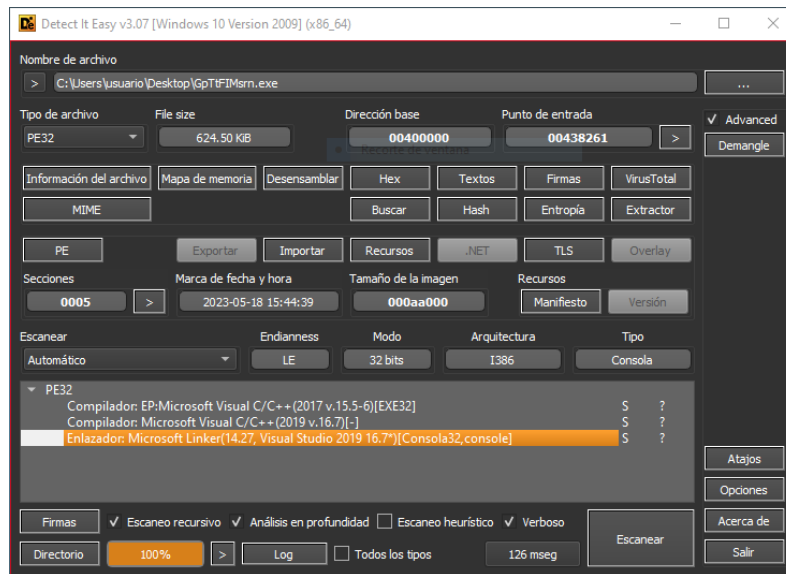 Detect It Easy v3.07 [Windows 10 Version 2009] (x86_64)
Nombre de archivo
> C:\Users\usuario\Desktop\GpTtFIMsrn.exe ...
Tipo de archivo File size Dirección base Punto de entrada
PE32 624.50 KiB 00400000 00438261 > Advanced
Recorte de ventana
Demangle
Información del archivo Mapa de memoria Desensamblar Hex Textos Firmas VirusTotal
MIME Buscar Hash Entropía Extractor
PE Exportar Importar Recursos .NET TLS Overlay
Secciones Marca de fecha y hora Tamaño de la imagen Recursos
0005 > 2023-05-18 15:44:39 000aa000 Manifiesto Versión
Escanear Endianness Modo Arquitectura Tipo
Automático LE 32 bits I386 Consola
PE32
Compilador: EP:Microsoft Visual C/C++(2017 v.15.5-6)[EXE32] S ?
Compilador: Microsoft Visual C/C++(2019 v.16.7)[-] S ?
Enlazador: Microsoft Linker(14.27, Visual Studio 2019 16.7*)[Consola32,console] S ?
Atajos
Opciones
Firmas Escaneo recursivo Análisis en profundidad Escaneo heurístico Verboso Escanear Acerca de
Directorio 100% > Log Todos los tipos 126 mseg Salir